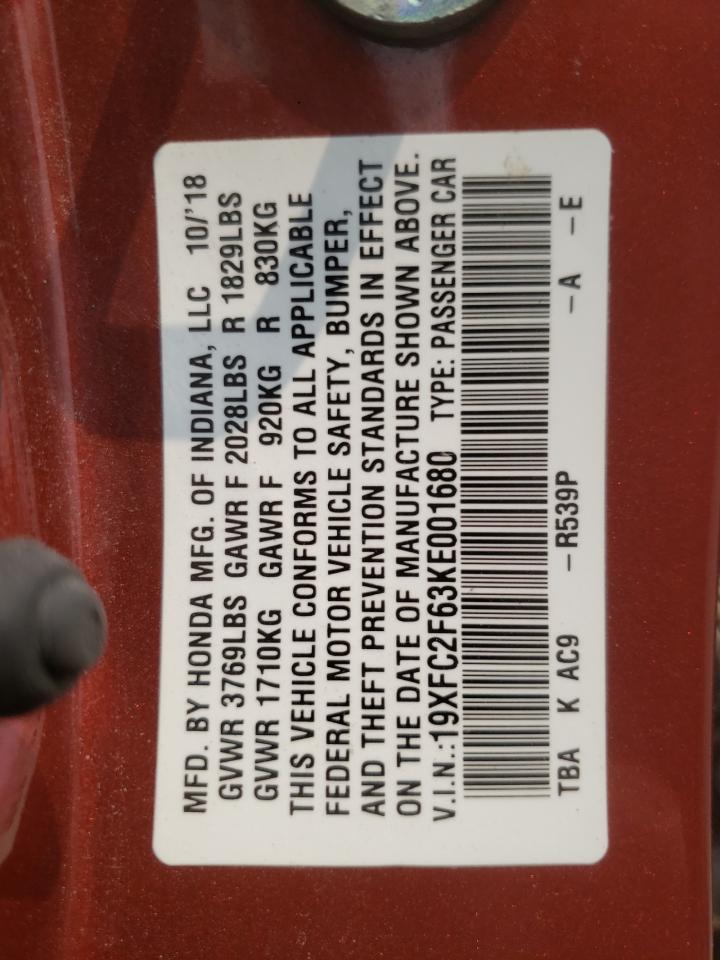 MFD. BY HONDA MFG. OF INDIANA, LLC 10/'18
GVWR 3769LBS GAWR F 2028LBS R 1829LBS
GVWR 1710KG GAWR F 920KG R 830KG
THIS VEHICLE CONFORMS TO ALL APPLICABLE
FEDERAL MOTOR VEHICLE SAFETY, BUMPER,
AND THEFT PREVENTION STANDARDS IN EFFECT
ON THE DATE OF MANUFACTURE SHOWN ABOVE.
V.I.N.:19XFC2F63KE001680 TYPE: PASSENGER CAR
TBA K AC9 –R539P –A –E